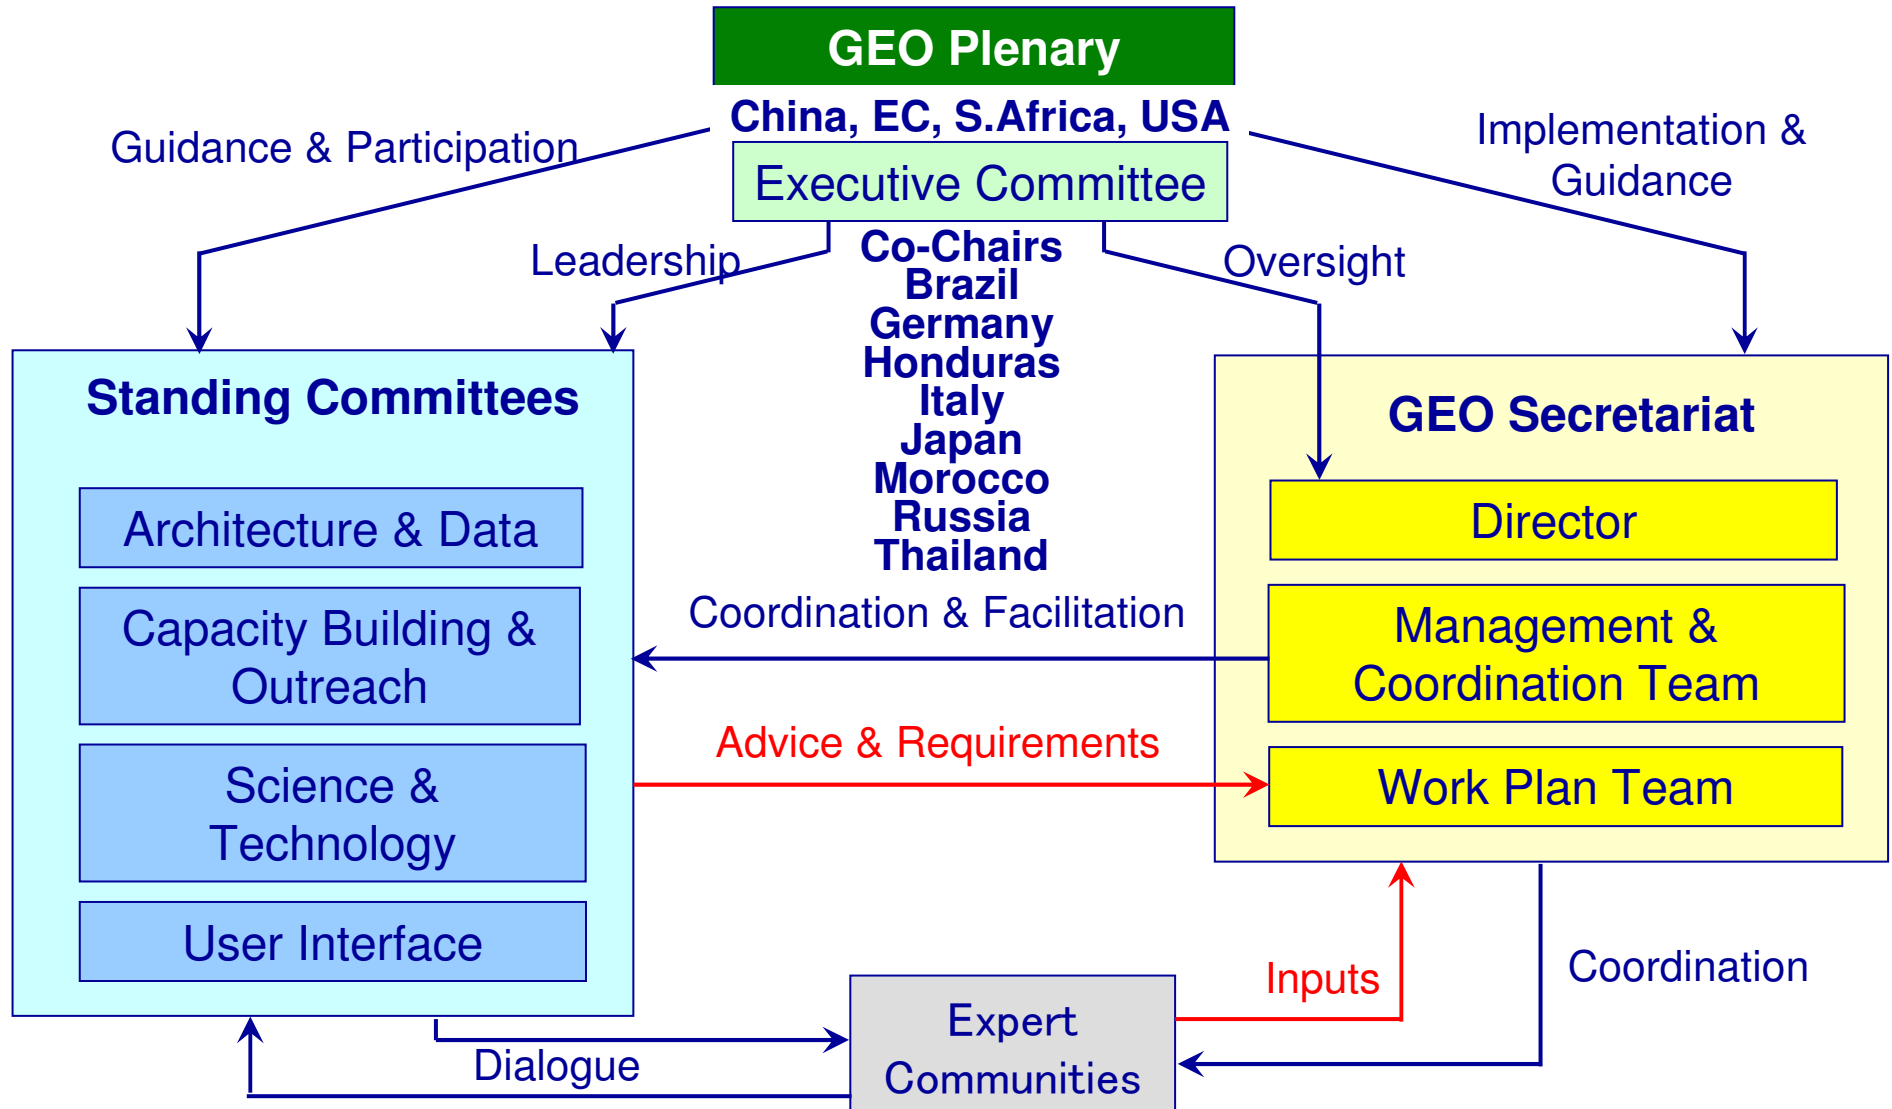 GEO Plenary
China, EC, S.Africa, USA
Guidance & Participation
Implementation &
Guidance
Executive Committee
Leadership
Oversight
Co-Chairs
Brazil
Germany
Honduras
Italy
Japan
Morocco
Russia
Thailand
Standing Committees
Architecture & Data
Capacity Building &
Outreach
Science &
Technology
User Interface
GEO Secretariat
Director
Management &
Coordination Team
Work Plan Team
Coordination & Facilitation
Advice & Requirements
Inputs
Coordination
Expert
Communities
Dialogue